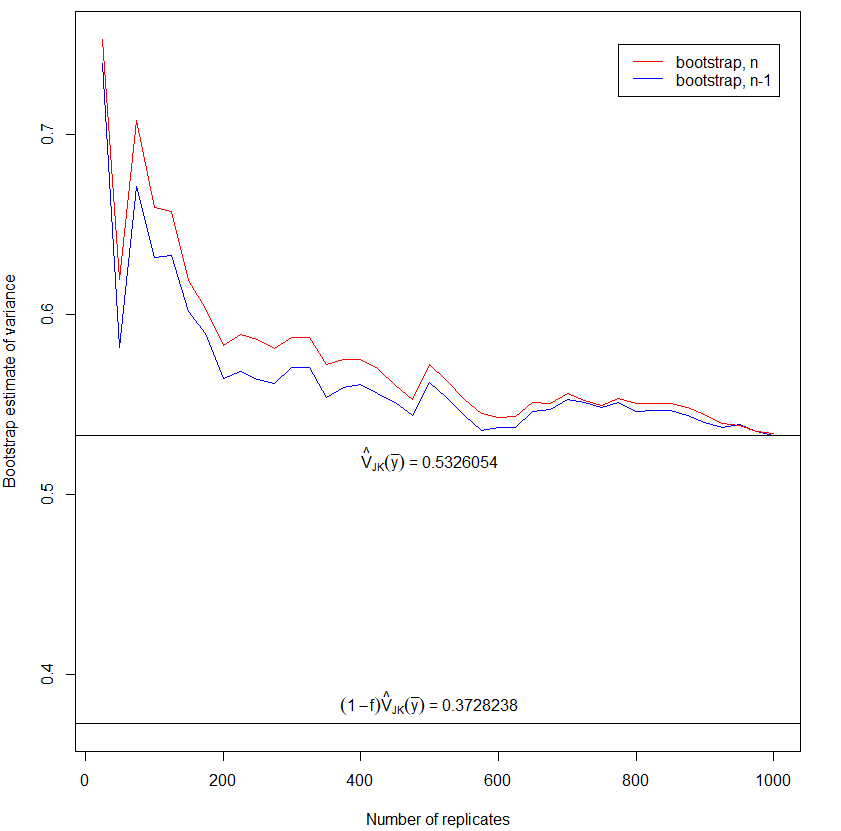 bootstrap, n
bootstrap, n-1
0.7
0.6
0.5
0.4
Bootstrap estimate of variance
V̂JK(y̅) = 0.5326054
(1−f)V̂JK(y̅) = 0.3728238
0 200 400 600 800 1000
Number of replicates